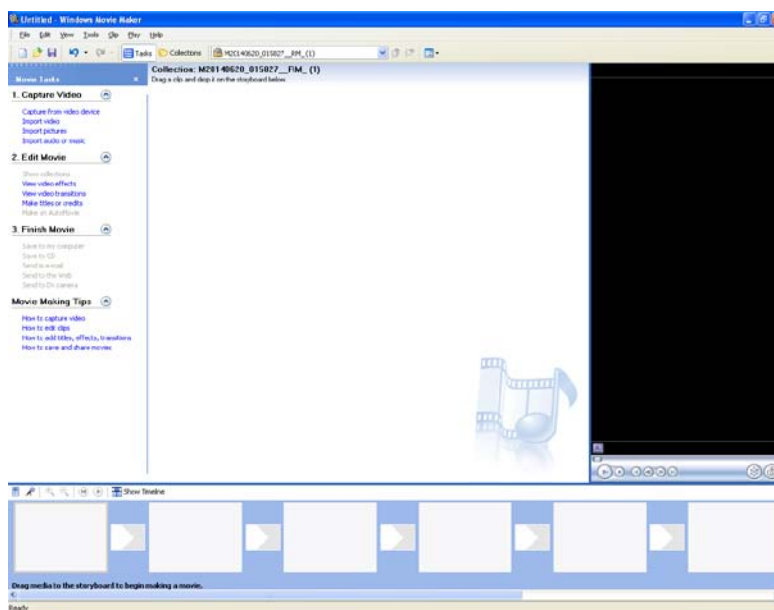 Untitled - Windows Movie Maker
File Edit View Tools Clip Play Help
Tasks Collections M20140620_015827__RM_ (1)
Movie Tasks
Collection: M20140620_015827__RM_ (1)
Drag a clip and drop it on the storyboard below.
1. Capture Video
Capture from video device
Import video
Import pictures
Import audio or music
2. Edit Movie
Show collections
View video effects
View video transitions
Make titles or credits
Make an AutoMovie
3. Finish Movie
Save to my computer
Save to CD
Send in e-mail
Send to the Web
Send to DV camera
Movie Making Tips
How to capture video
How to edit clips
How to add titles, effects, transitions
How to save and share movies
Show Timeline
Drag media to the storyboard to begin making a movie.
Ready